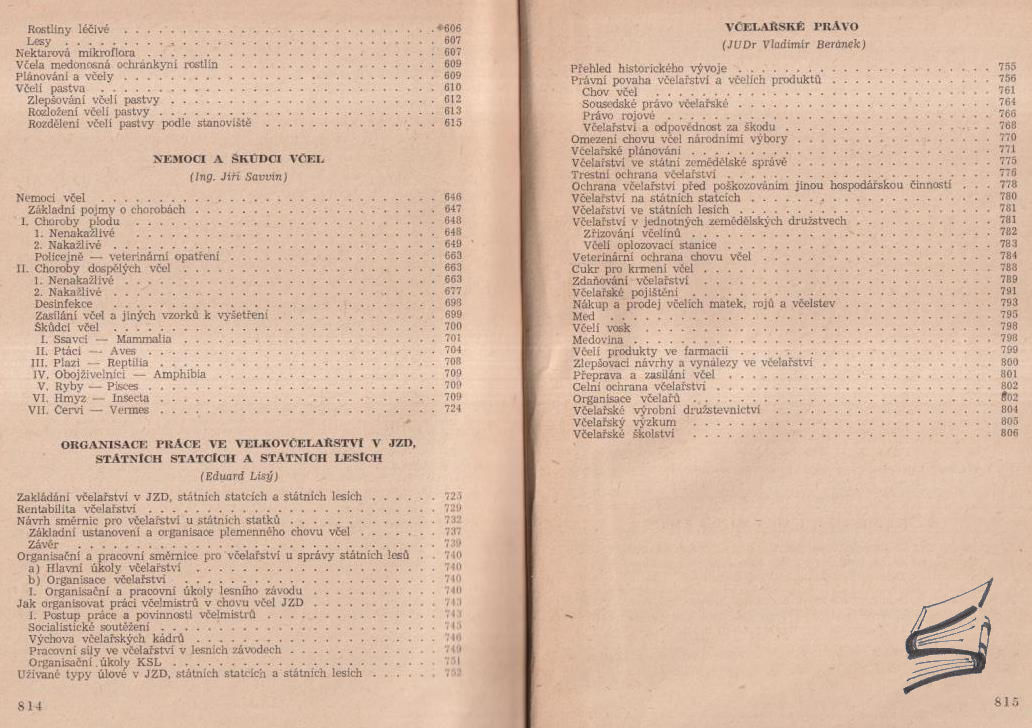 Rostliny léčivé . . . 606
Lesy . . . 607
Nektarová mikroflora . . . 607
Včela medonosná ochránkyní rostlin . . . 609
Plánování a včely . . . 609
Včelí pastva . . . 610
Zlepšování včelí pastvy . . . 612
Rozložení včelí pastvy . . . 613
Rozdělení včelí pastvy podle stanoviště . . . 615
NEMOCI A ŠKŮDCI VČEL
(Ing. Jiří Savvin)
Nemoci včel . . . 646
Základní pojmy o chorobách . . . 647
I. Choroby plodu . . . 648
1. Nenakažlivé . . . 648
2. Nakažlivé . . . 649
Policejně — veterinární opatření . . . 663
II. Choroby dospělých včel . . . 663
1. Nenakažlivé . . . 663
2. Nakažlivé . . . 677
Desinfekce . . . 698
Zasílání včel a jiných vzorků k vyšetření . . . 699
Škůdci včel . . . 700
I. Ssavci — Mammalia . . . 701
II. Ptáci — Aves . . . 704
III. Plazi — Reptilia . . . 708
IV. Obojživelníci — Amphibia . . . 709
V. Ryby — Pisces . . . 709
VI. Hmyz — Insecta . . . 709
VII. Červi — Vermes . . . 724
ORGANISACE PRÁCE VE VELKOVČELAŘSTVÍ V JZD,
STÁTNÍCH STATCÍCH A STÁTNÍCH LESÍCH
(Eduard Lisý)
Zakládání včelařství v JZD, státních statcích a státních lesích . . . 725
Rentabilita včelařství . . . 729
Návrh směrnic pro včelařství u státních statků . . . 732
Základní ustanovení a organisace plemenného chovu včel . . . 737
Závěr . . . 739
Organisační a pracovní směrnice pro včelařství u správy státních lesů . . 740
a) Hlavní úkoly včelařství . . . 740
b) Organisace včelařství . . . 740
I. Organisační a pracovní úkoly lesního závodu . . . 740
Jak organisovat práci včelmistrů v chovu včel JZD . . . 743
I. Postup práce a povinnosti včelmistrů . . . 743
Socialistické soutěžení . . . 745
Výchova včelařských kádrů . . . 746
Pracovní síly ve včelařství v lesních závodech . . . 749
Organisační úkoly KSL . . . 751
Užívané typy úlové v JZD, státních statcích a státních lesích . . . 752
814
VČELAŘSKÉ PRÁVO
(JUDr Vladimír Beránek)
Přehled historického vývoje . . . 755
Právní povaha včelařství a včelích produktů . . . 756
Chov včel . . . 761
Sousedské právo včelařské . . . 764
Právo rojové . . . 766
Včelařství a odpovědnost za škodu . . . 768
Omezení chovu včel národními výbory . . . 770
Včelařské plánování . . . 771
Včelařství ve státní zemědělské správě . . . 775
Trestní ochrana včelařství . . . 776
Ochrana včelařství před poškozováním jinou hospodářskou činností . . . 778
Včelařství na státních statcích . . . 780
Včelařství ve státních lesích . . . 781
Včelařství v jednotných zemědělských družstvech . . . 781
Zřizování včelínů . . . 782
Včelí oplozovací stanice . . . 783
Veterinární ochrana chovu včel . . . 784
Cukr pro krmení včel . . . 788
Zdaňování včelařství . . . 789
Včelařské pojištění . . . 791
Nákup a prodej včelích matek, rojů a včelstev . . . 793
Med . . . 795
Včelí vosk . . . 798
Medovina . . . 798
Včelí produkty ve farmacii . . . 799
Zlepšovací návrhy a vynálezy ve včelařství . . . 800
Přeprava a zasílání včel . . . 801
Celní ochrana včelařství . . . 802
Organisace včelařů . . . 802
Včelařské výrobní družstevnictví . . . 804
Včelařský výzkum . . . 805
Včelařské školství . . . 806
815